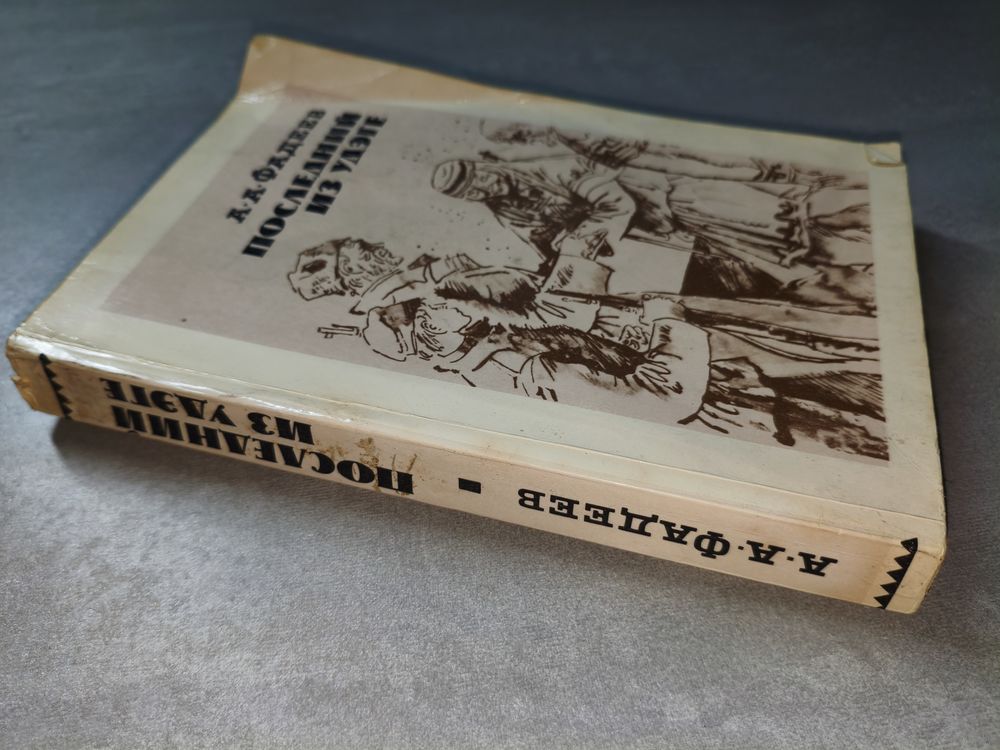 А·А·ФАДЕЕВ
ПОСЛЕДНИЙ
ИЗ УДЭГЕ
А·А·ФАДЕЕВ ▪ ПОСЛЕДНИЙ
ИЗ УДЭГЕ